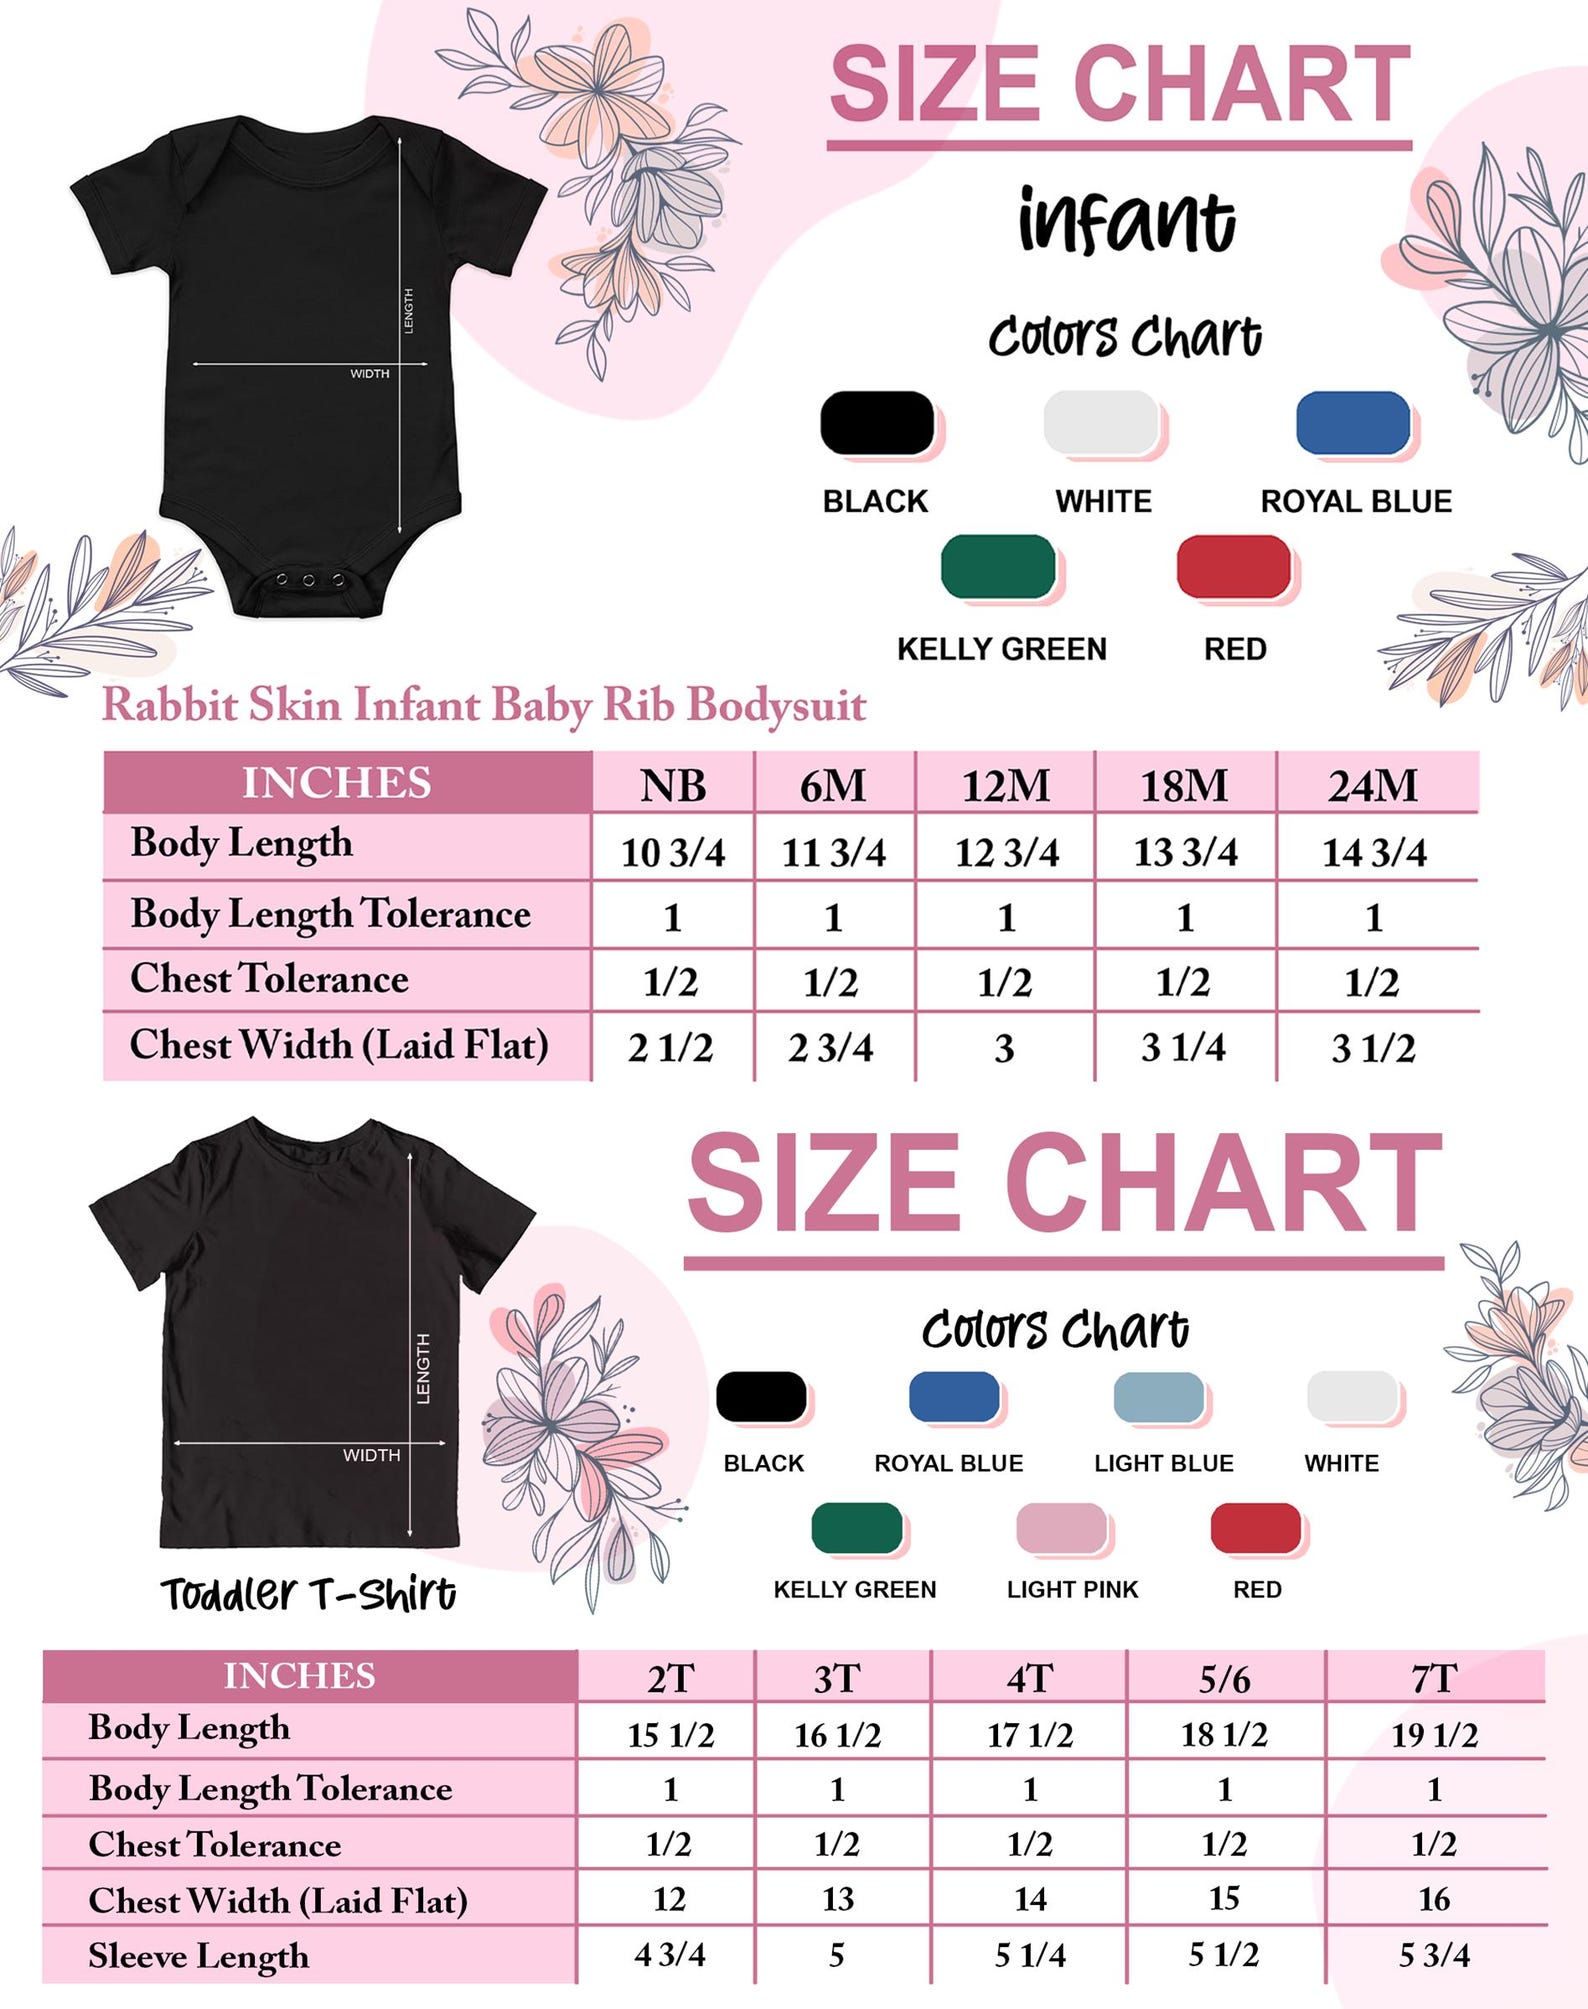 SIZE CHART
infant
Colors Chart
LENGTH
WIDTH
BLACK WHITE ROYAL BLUE
KELLY GREEN RED
Rabbit Skin Infant Baby Rib Bodysuit
INCHES NB 6M 12M 18M 24M
Body Length 10 3/4 11 3/4 12 3/4 13 3/4 14 3/4
Body Length Tolerance 1 1 1 1 1
Chest Tolerance 1/2 1/2 1/2 1/2 1/2
Chest Width (Laid Flat) 2 1/2 2 3/4 3 3 1/4 3 1/2
SIZE CHART
Colors Chart
LENGTH
WIDTH
BLACK ROYAL BLUE LIGHT BLUE WHITE
KELLY GREEN LIGHT PINK RED
Toddler T-Shirt
INCHES 2T 3T 4T 5/6 7T
Body Length 15 1/2 16 1/2 17 1/2 18 1/2 19 1/2
Body Length Tolerance 1 1 1 1 1
Chest Tolerance 1/2 1/2 1/2 1/2 1/2
Chest Width (Laid Flat) 12 13 14 15 16
Sleeve Length 4 3/4 5 5 1/4 5 1/2 5 3/4